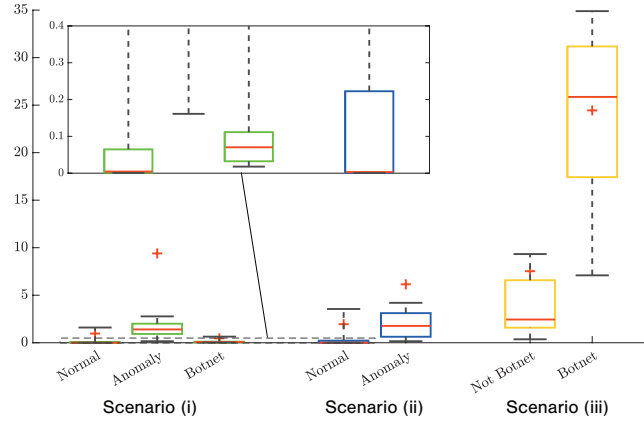 35
30
25
20
15
10
5
0
0.4
0.3
0.2
0.1
0
Normal
Anomaly
Botnet
Normal
Anomaly
Not Botnet
Botnet
Scenario (i)
Scenario (ii)
Scenario (iii)